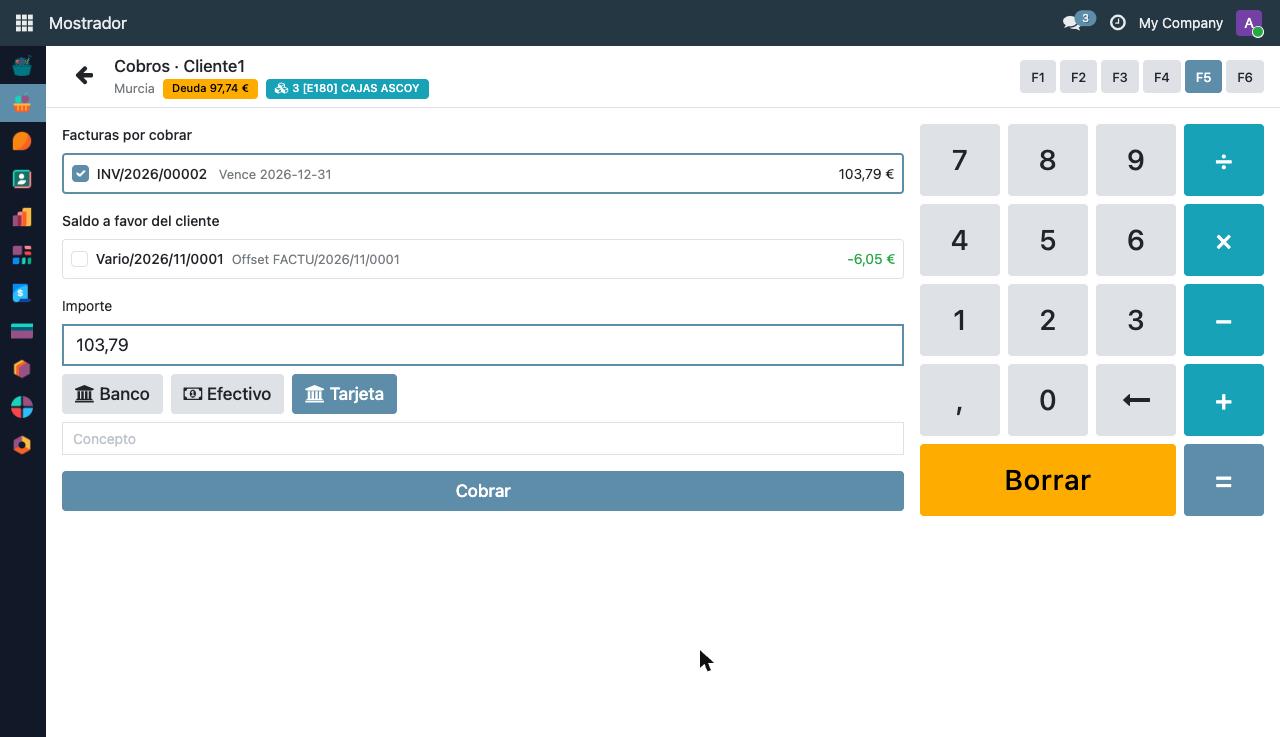 Mostrador
3
My Company
A
Cobros · Cliente1
Murcia
Deuda 97,74 €
3 [E180] CAJAS ASCOY
F1
F2
F3
F4
F5
F6
Facturas por cobrar
INV/2026/00002 Vence 2026-12-31 103,79 €
Saldo a favor del cliente
Vario/2026/11/0001 Offset FACTU/2026/11/0001 -6,05 €
Importe
103,79
Banco
Efectivo
Tarjeta
Concepto
Cobrar
7 8 9 ÷
4 5 6 ×
1 2 3 −
, 0 +
Borrar =